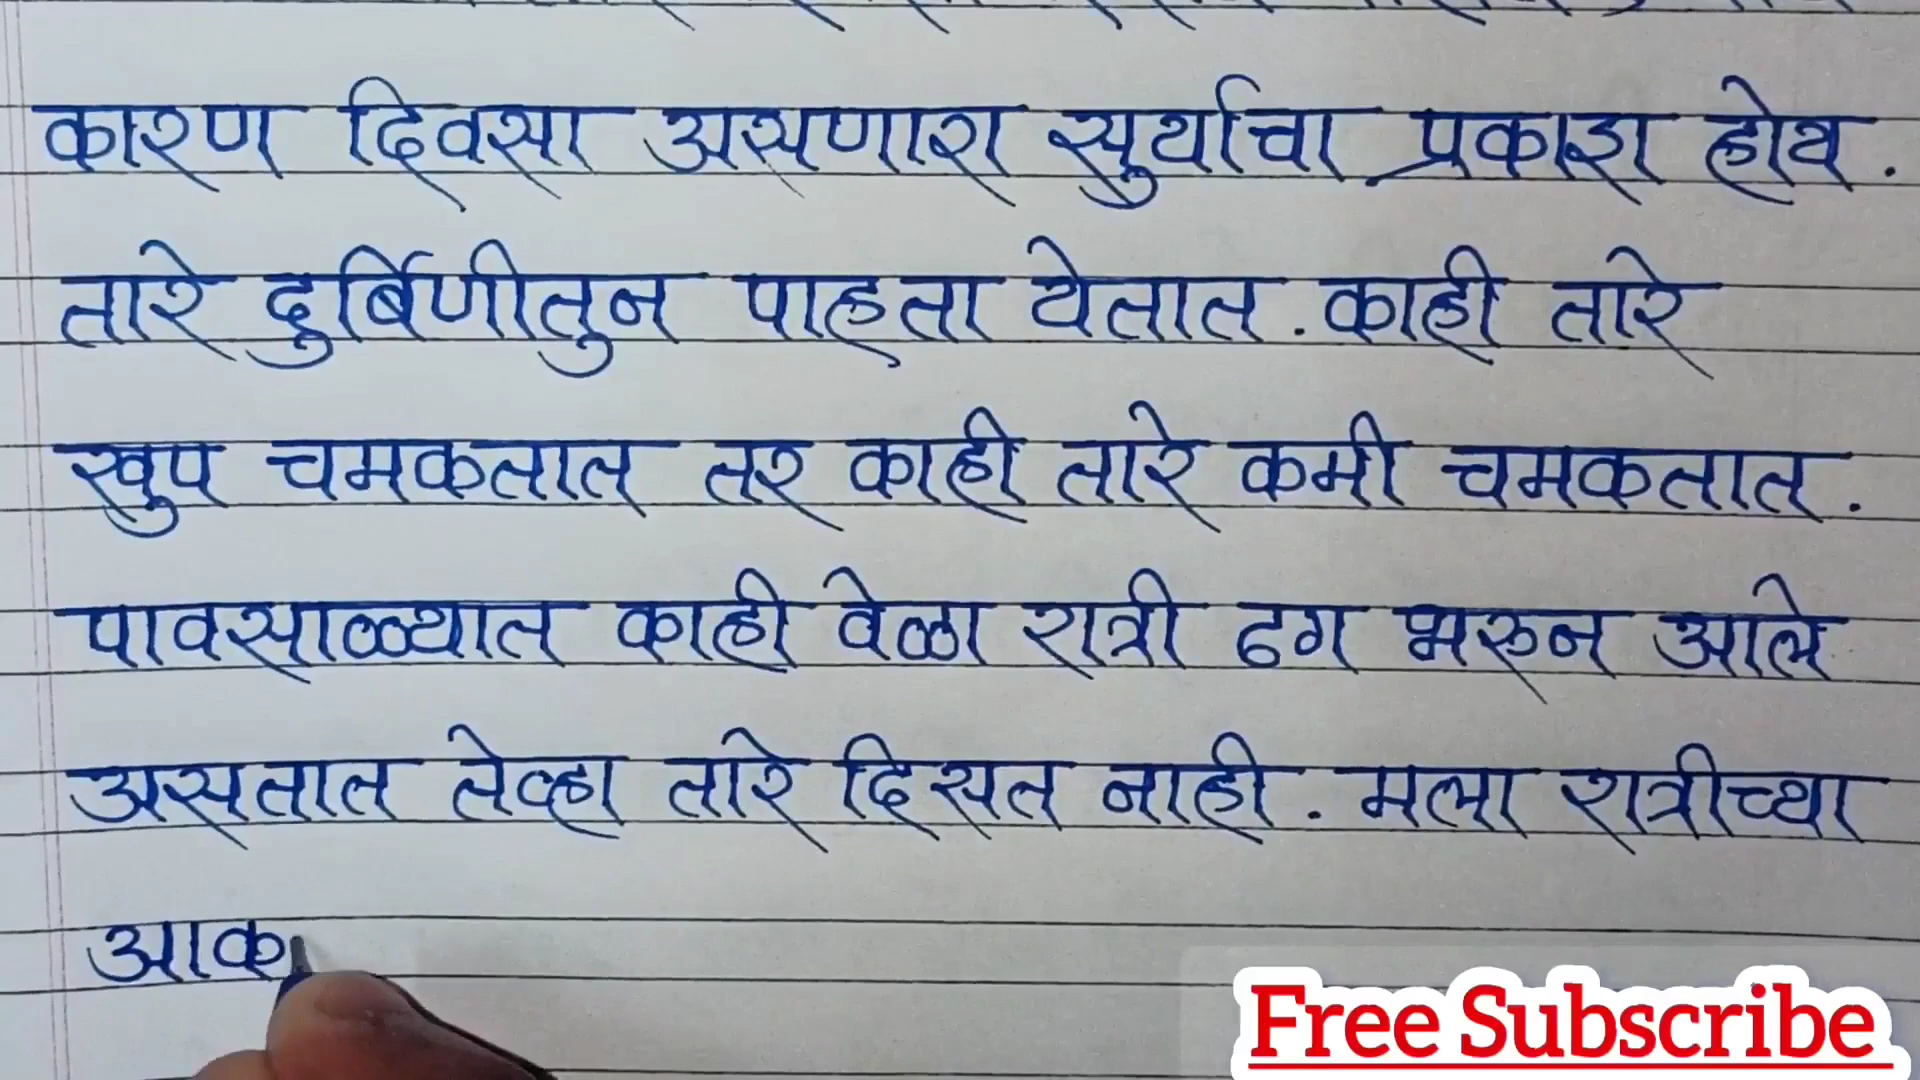 कारण दिवसा असणारा सुर्याचा प्रकाश होय.
तारे दुर्बिणीतुन पाहता येतात. काही तारे
खुप चमकतात तर काही तारे कमी चमकतात.
पावसाळ्यात काही वेळा रात्री ढग भरुन आले
असतात तेव्हा तारे दिसत नाही. मला रात्रीच्या
आक
Free Subscribe